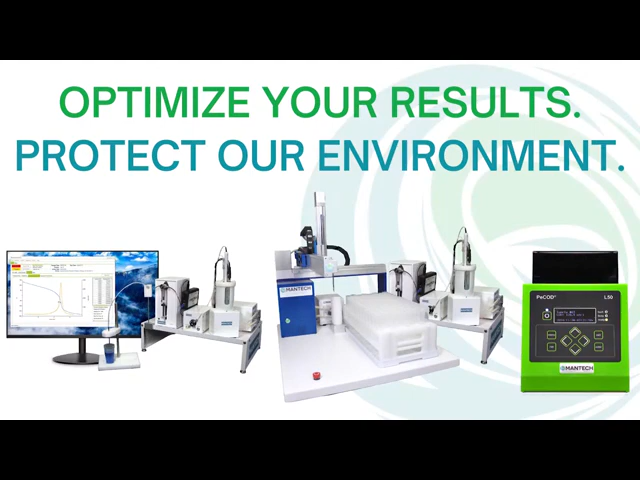 OPTIMIZE YOUR RESULTS.
PROTECT OUR ENVIRONMENT.
MANTECH
PeCOD® L50
MANTECH